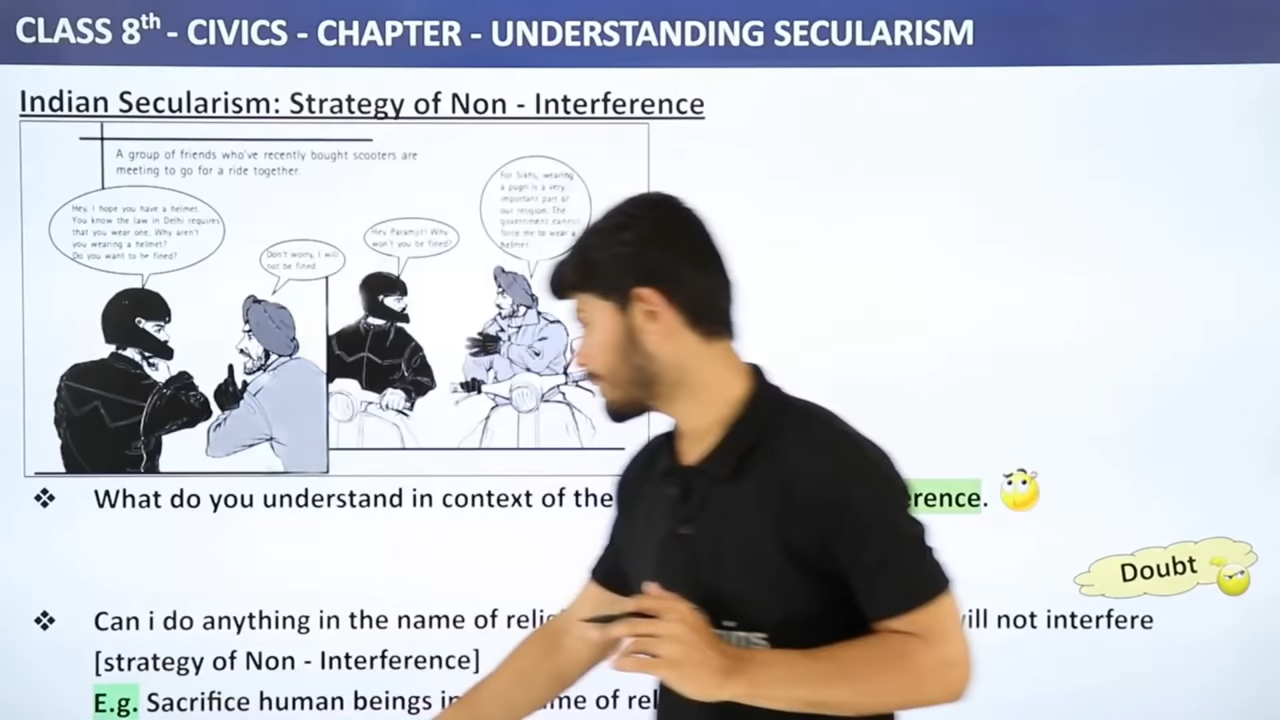 CLASS 8th - CIVICS - CHAPTER - UNDERSTANDING SECULARISM
Indian Secularism: Strategy of Non - Interference
A group of friends who've recently bought scooters are
meeting to go for a ride together.
Hey, I hope you have a helmet.
You know the law in Delhi requires
that you wear one. Why aren't
you wearing a helmet?
Do you want to be fined?
Don't worry, I will
not be fined
Hey Paramjit! Why
won't you be fined?
For Sikhs, wearing
a pugri is a very
important part of
our religion. The
government cannot
force me to wear a
helmet
❖ What do you understand in context of the erence.
Doubt
❖ Can i do anything in the name of ill not interfere
[strategy of Non - Interference]
E.g. Sacrifice human beings me of